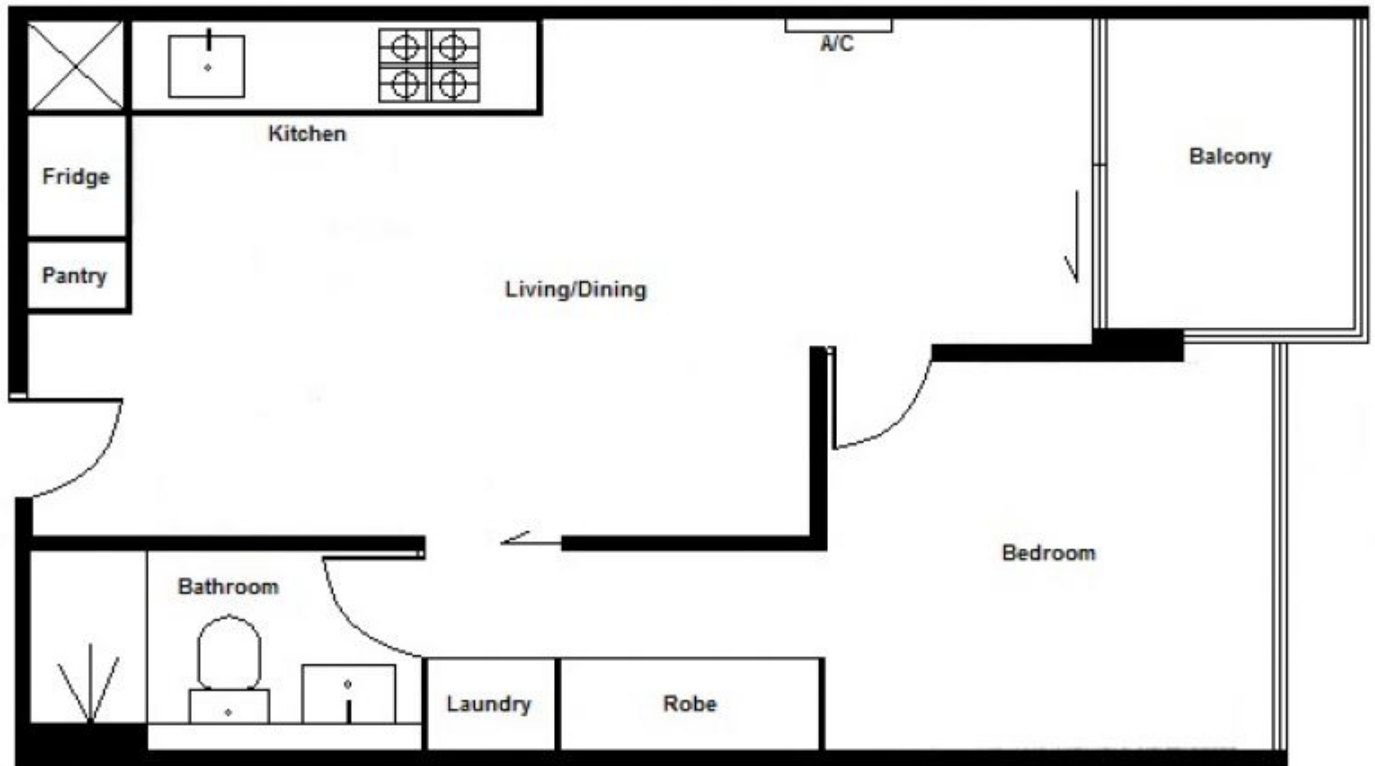 A/C
Kitchen
Balcony
Fridge
Pantry
Living/Dining
Bedroom
Bathroom
Laundry
Robe